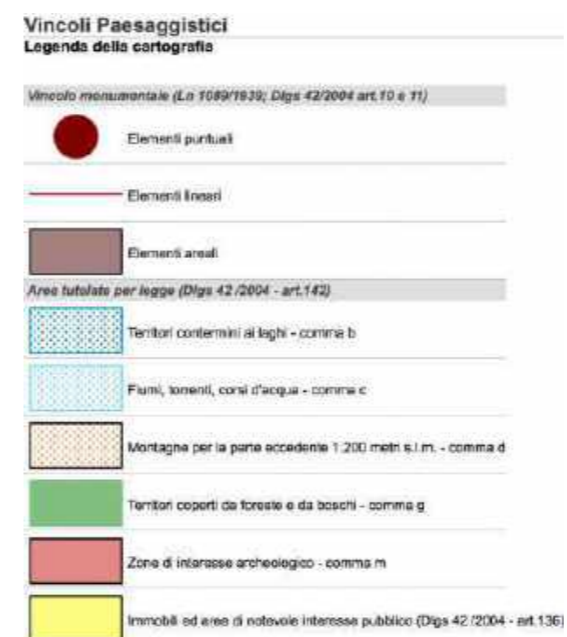 Vincoli Paesaggistici
Legenda della cartografia
Vincolo monumentale (Ln 1089/1939; Dlgs 42/2004 art.10 e 11)
Elementi puntuali
Elementi lineari
Elementi areali
Aree tutelate per legge (Dlgs 42 /2004 - art.142)
Territori contermini ai laghi - comma b
Fiumi, torrenti, corsi d'acqua - comma c
Montagne per la parte eccedente 1.200 metri s.l.m. - comma d
Territori coperti da foreste e da boschi - comma g
Zone di interesse archeologico - comma m
Immobili ed aree di notevole interesse pubblico (Dlgs 42 /2004 - art.136)